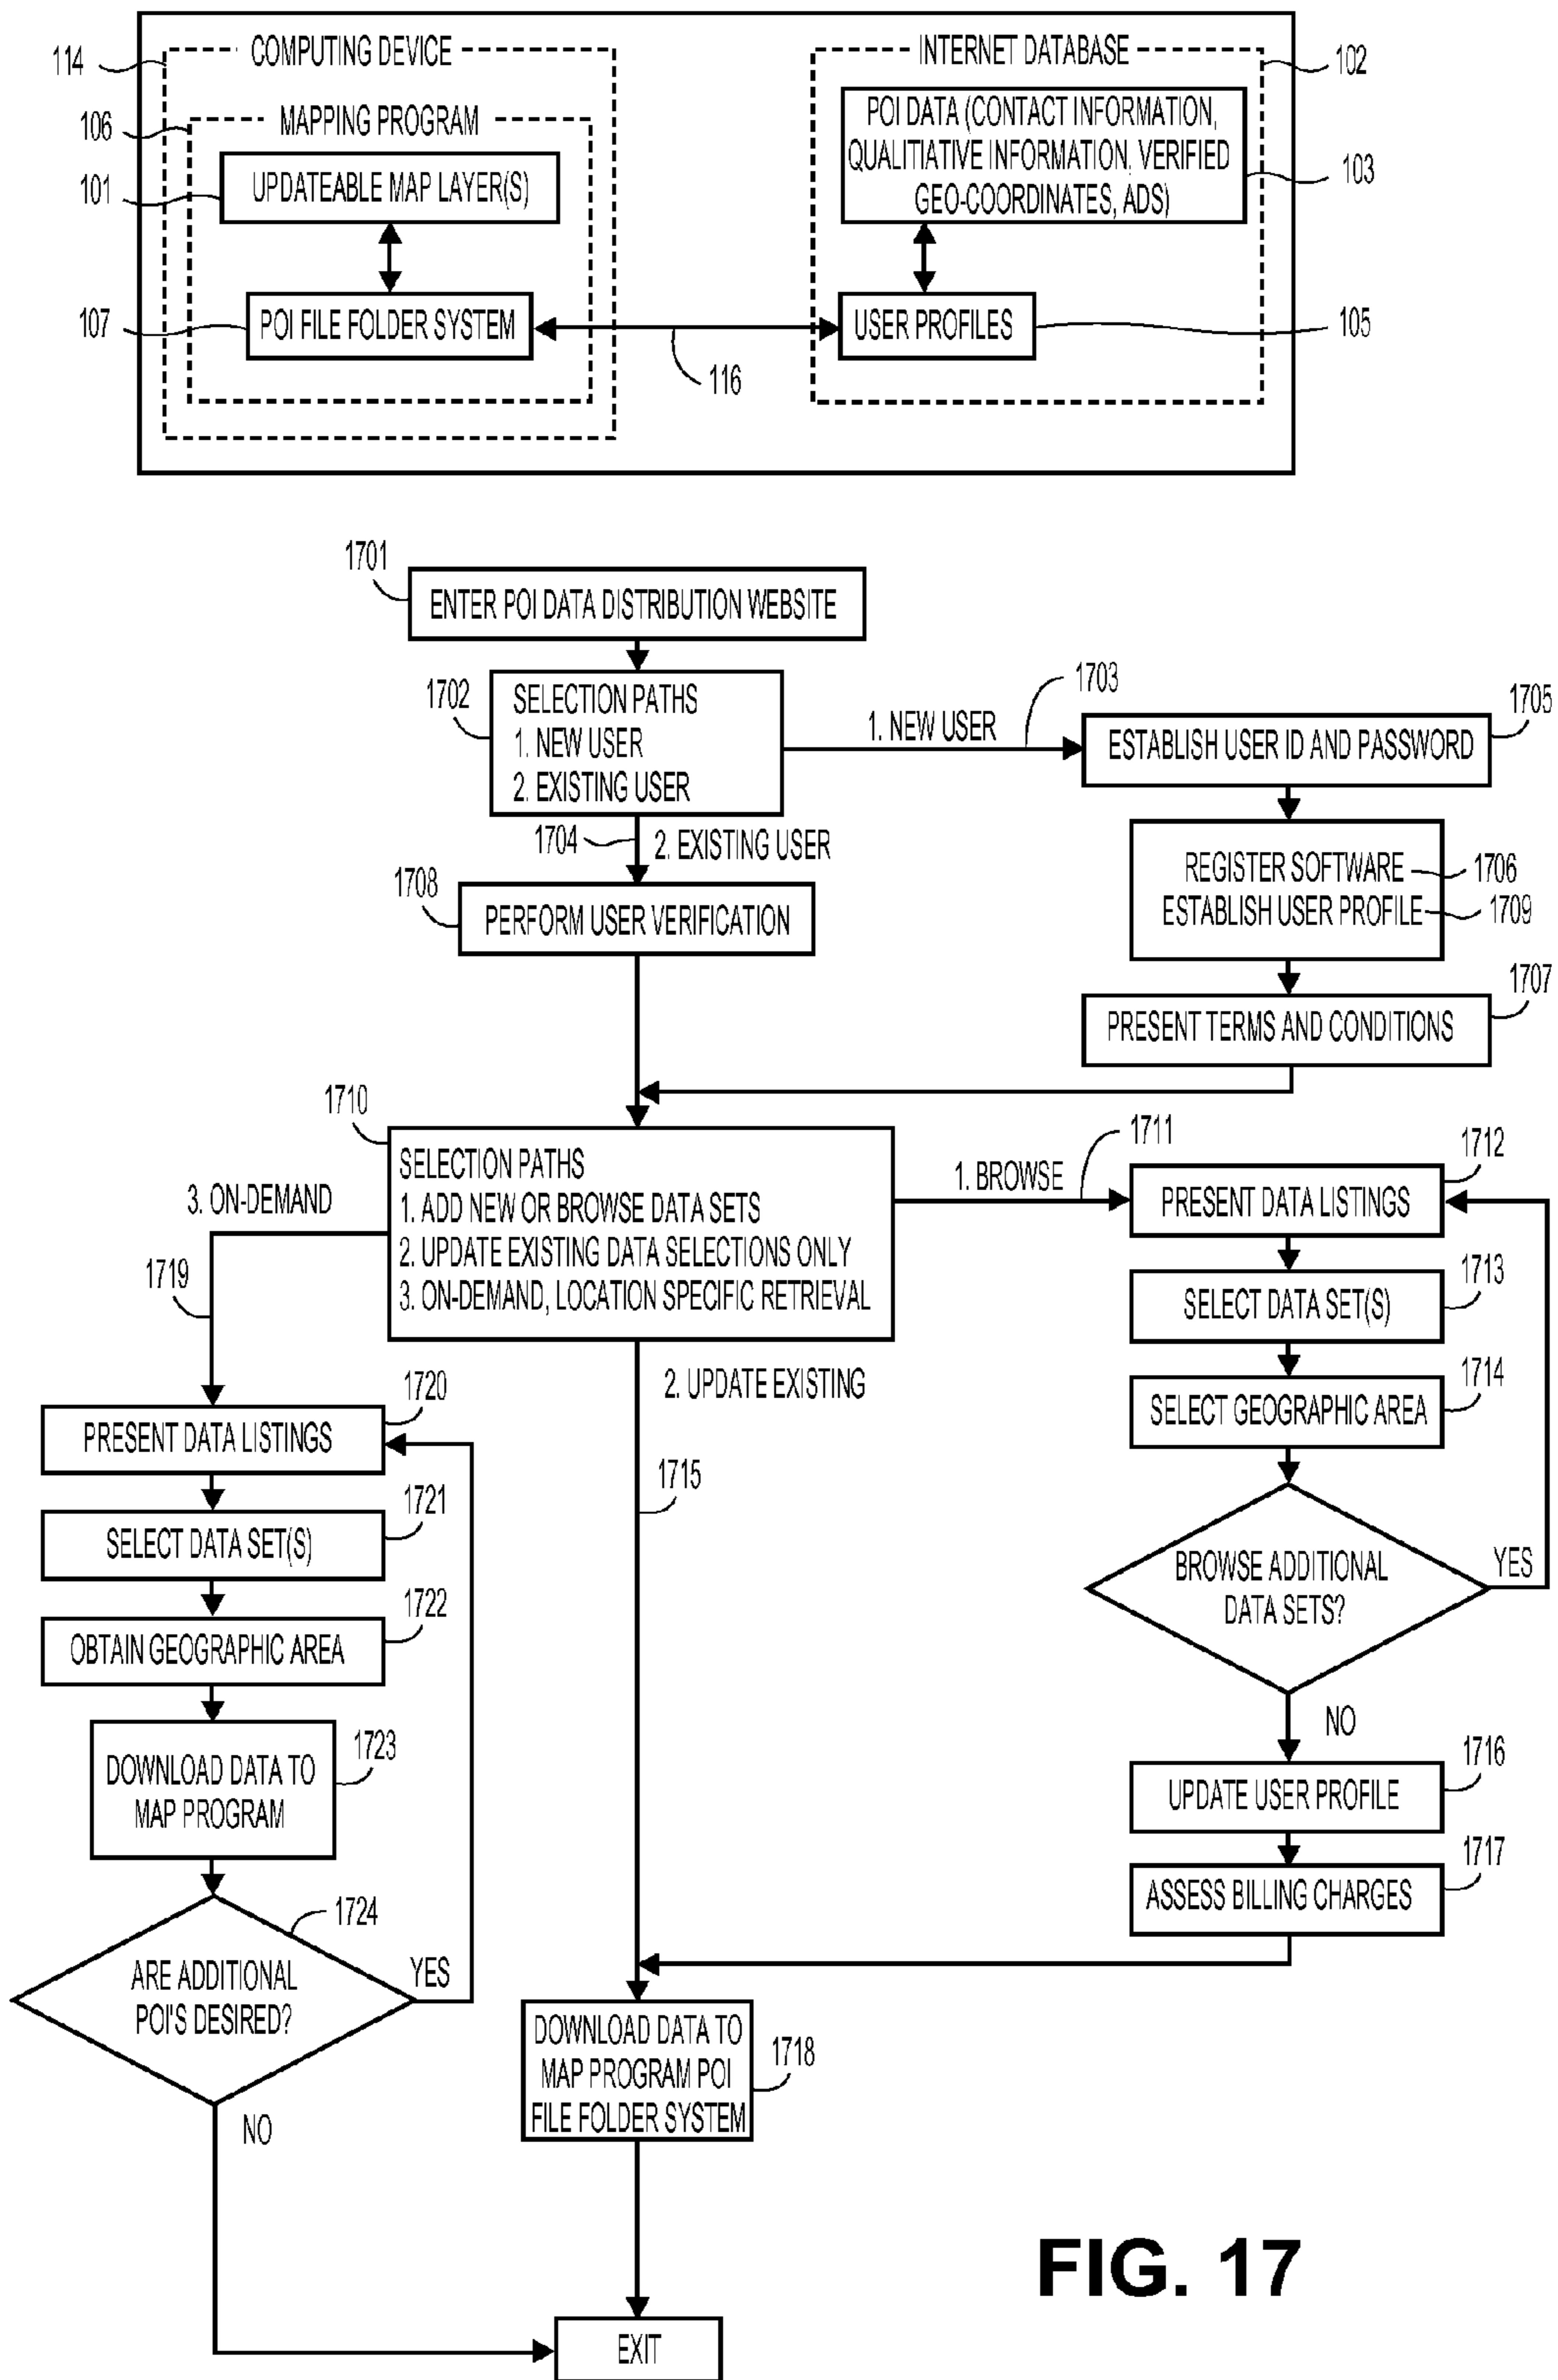 COMPUTING DEVICE
INTERNET DATABASE
114
102
106
MAPPING PROGRAM
POI DATA (CONTACT INFORMATION,
QUALITIATIVE INFORMATION, VERIFIED
GEO-COORDINATES, ADS)
103
101
UPDATEABLE MAP LAYER(S)
107
POI FILE FOLDER SYSTEM
USER PROFILES
105
116
1701
ENTER POI DATA DISTRIBUTION WEBSITE
1702
SELECTION PATHS
1. NEW USER
2. EXISTING USER
1. NEW USER
1703
1705
ESTABLISH USER ID AND PASSWORD
1704
2. EXISTING USER
REGISTER SOFTWARE
1706
ESTABLISH USER PROFILE
1709
1708
PERFORM USER VERIFICATION
1707
PRESENT TERMS AND CONDITIONS
1710
SELECTION PATHS
1. ADD NEW OR BROWSE DATA SETS
2. UPDATE EXISTING DATA SELECTIONS ONLY
3. ON-DEMAND, LOCATION SPECIFIC RETRIEVAL
1. BROWSE
1711
1712
PRESENT DATA LISTINGS
3. ON-DEMAND
1719
1713
SELECT DATA SET(S)
2. UPDATE EXISTING
1714
SELECT GEOGRAPHIC AREA
1720
PRESENT DATA LISTINGS
1715
1721
SELECT DATA SET(S)
BROWSE ADDITIONAL
DATA SETS?
YES
1722
OBTAIN GEOGRAPHIC AREA
NO
1723
DOWNLOAD DATA TO
MAP PROGRAM
1716
UPDATE USER PROFILE
1717
ASSESS BILLING CHARGES
1724
ARE ADDITIONAL
POI'S DESIRED?
YES
NO
DOWNLOAD DATA TO
MAP PROGRAM POI
FILE FOLDER SYSTEM
1718
FIG. 17
EXIT